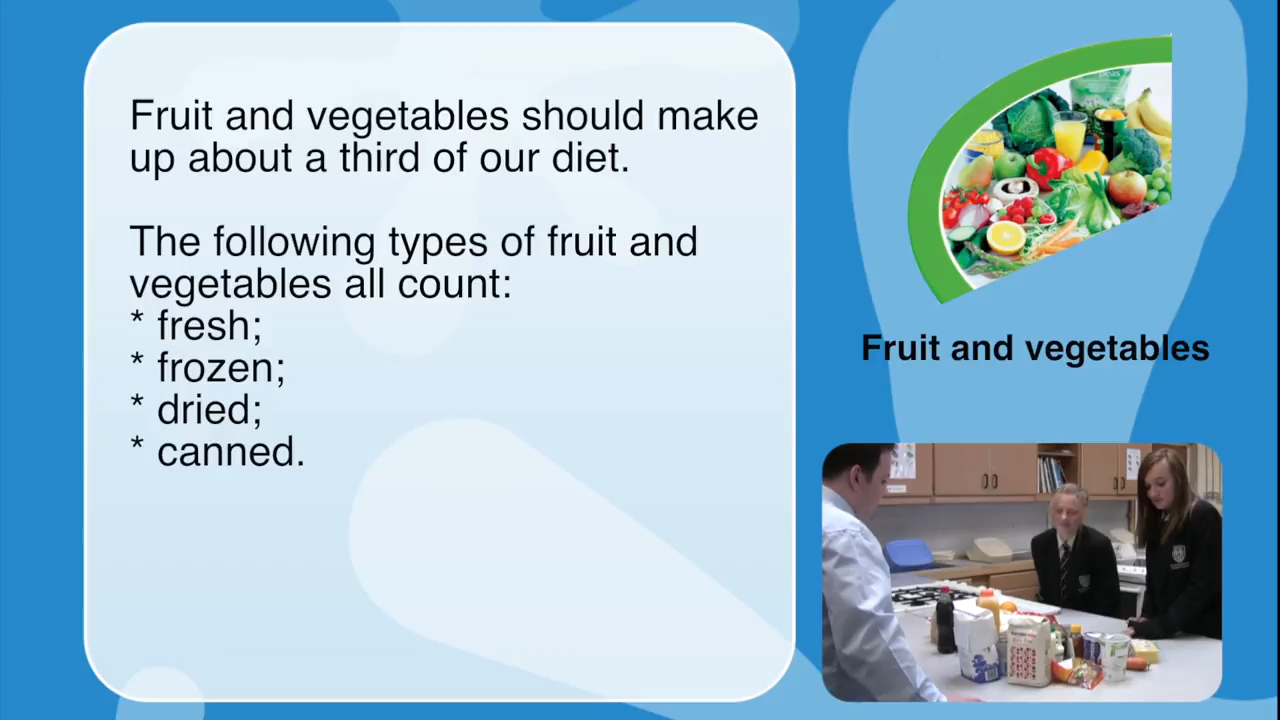 Fruit and vegetables should make
up about a third of our diet.
The following types of fruit and
vegetables all count:
* fresh;
* frozen;
* dried;
* canned.
Fruit and vegetables